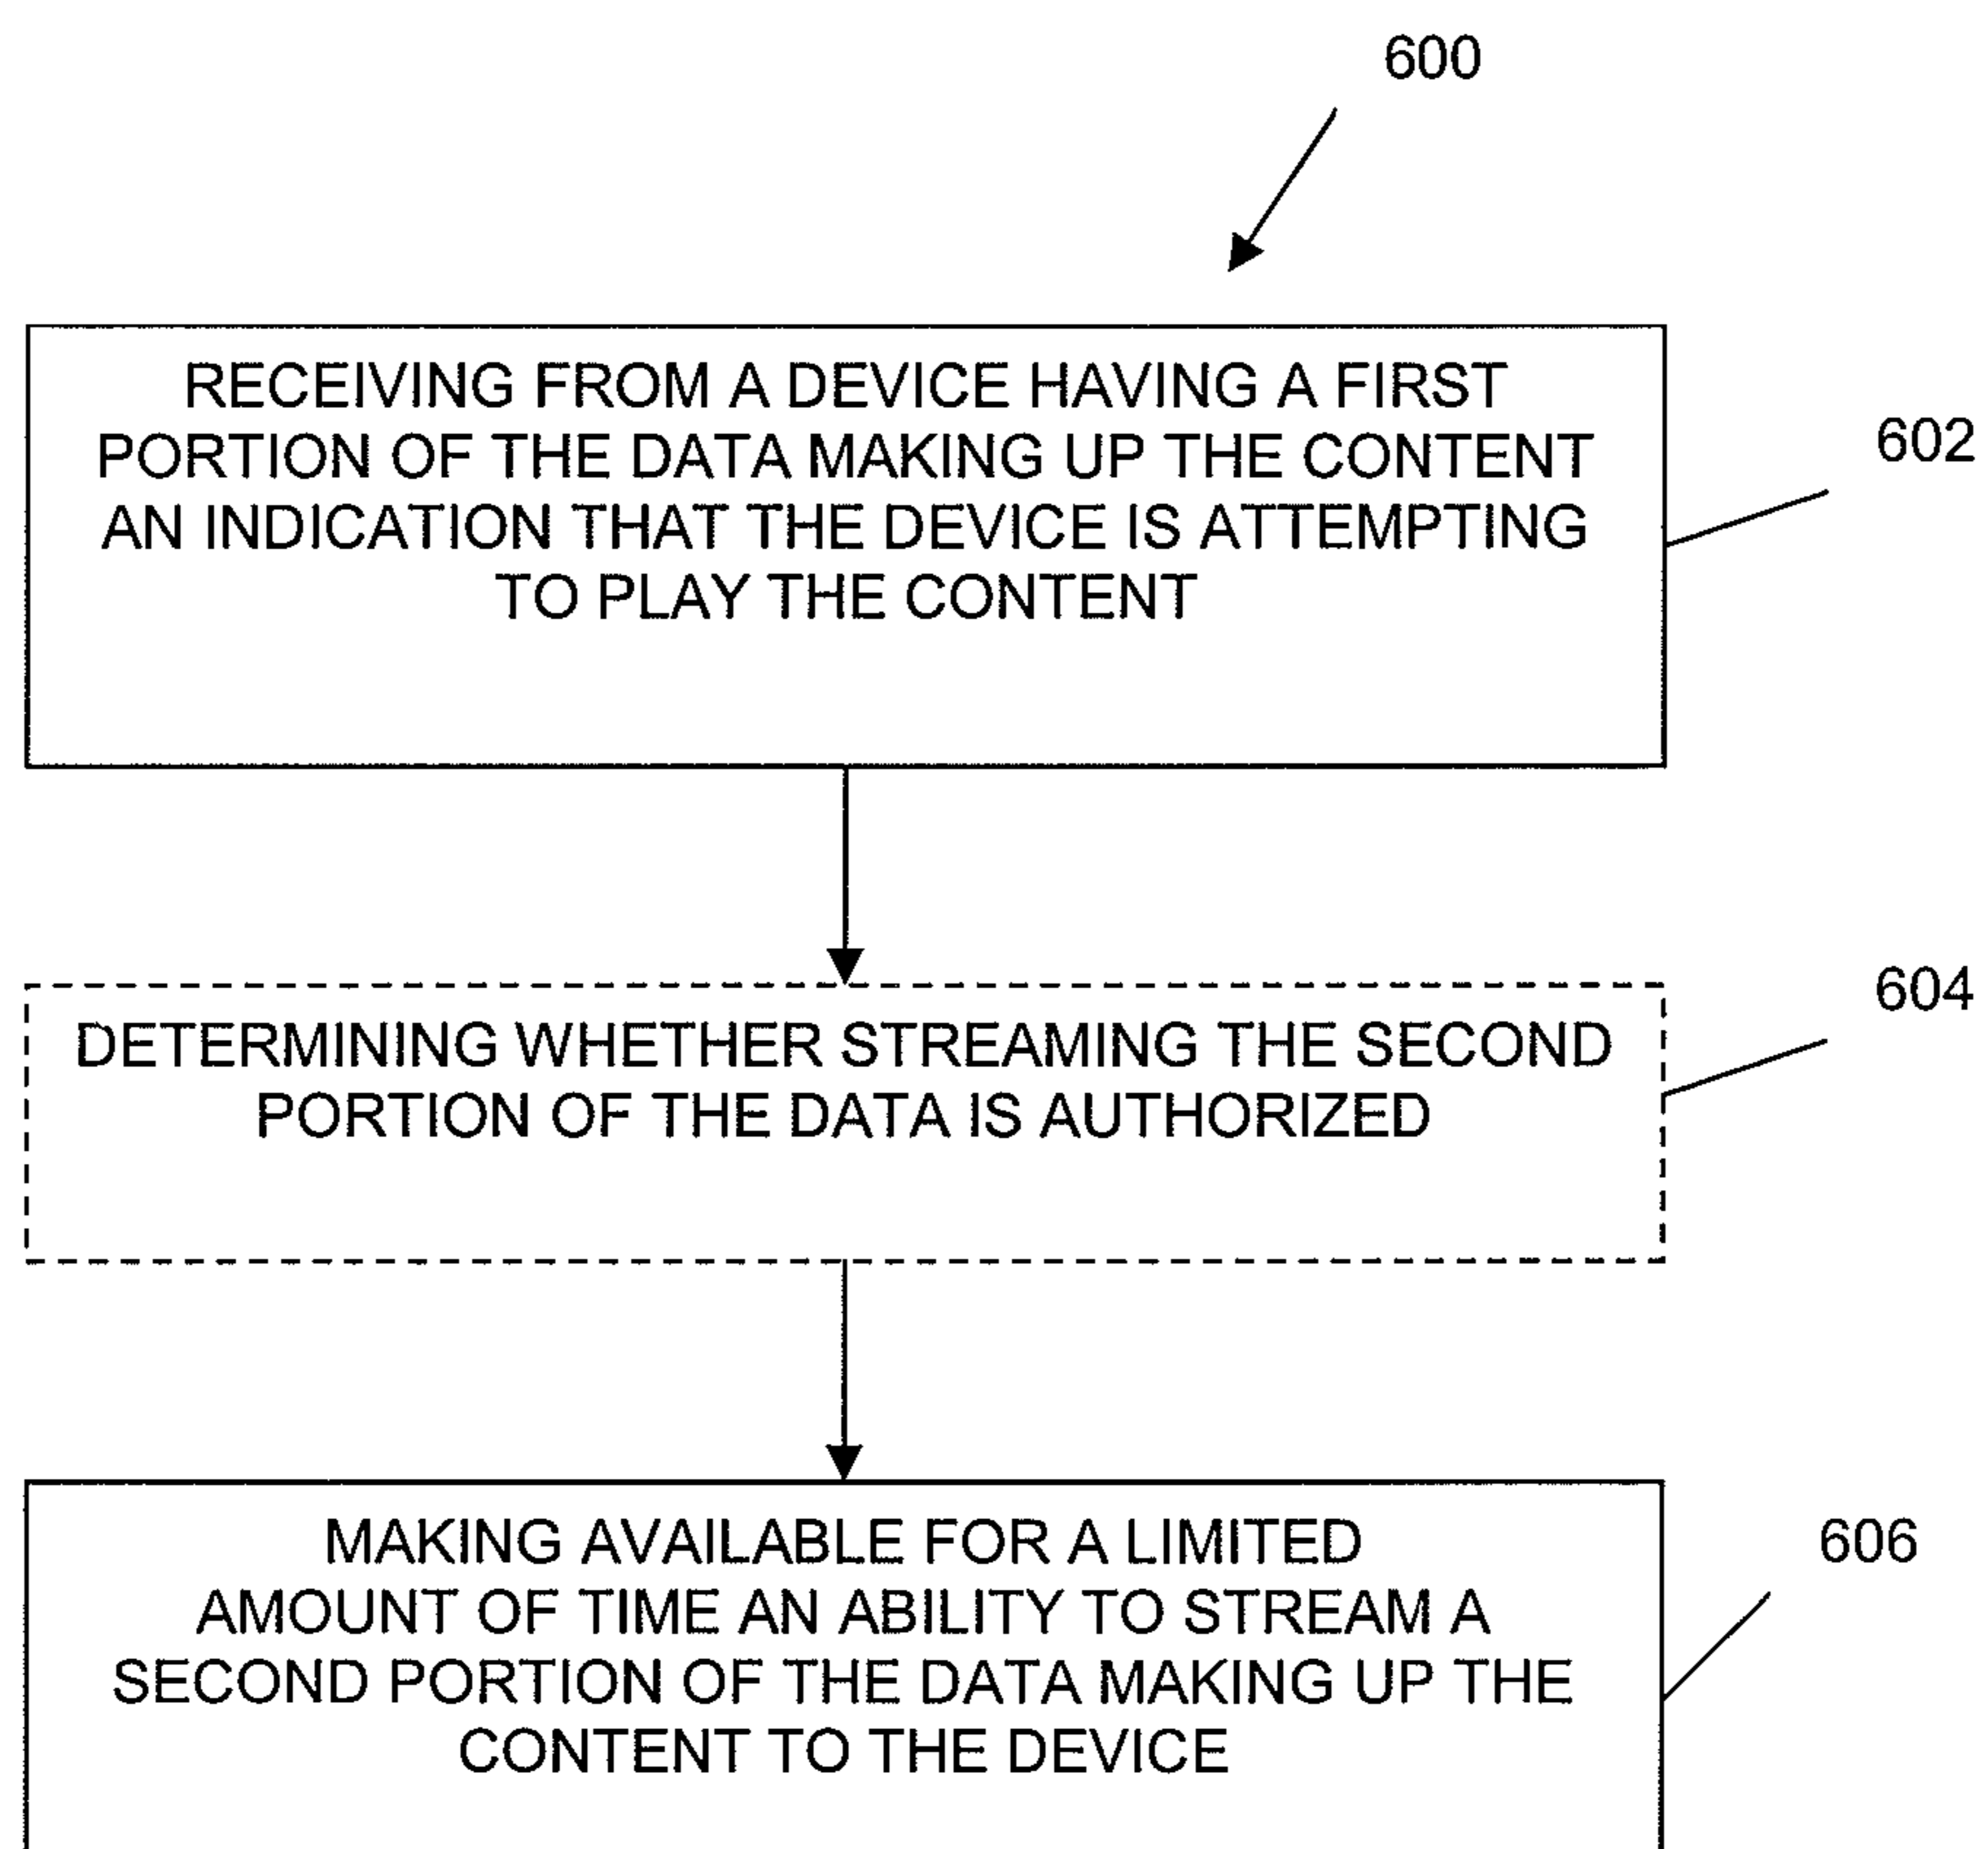 600
RECEIVING FROM A DEVICE HAVING A FIRST
PORTION OF THE DATA MAKING UP THE CONTENT
AN INDICATION THAT THE DEVICE IS ATTEMPTING
TO PLAY THE CONTENT
602
DETERMINING WHETHER STREAMING THE SECOND
PORTION OF THE DATA IS AUTHORIZED
604
MAKING AVAILABLE FOR A LIMITED
AMOUNT OF TIME AN ABILITY TO STREAM A
SECOND PORTION OF THE DATA MAKING UP THE
CONTENT TO THE DEVICE
606